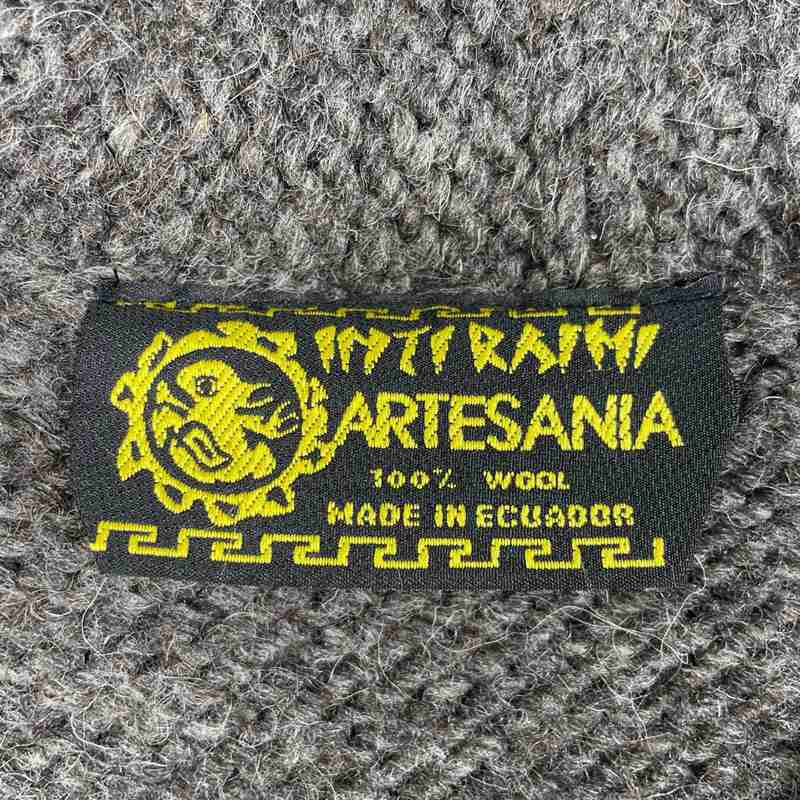 INTI RAIMI
ARTESANIA
100% WOOL
MADE IN ECUADOR